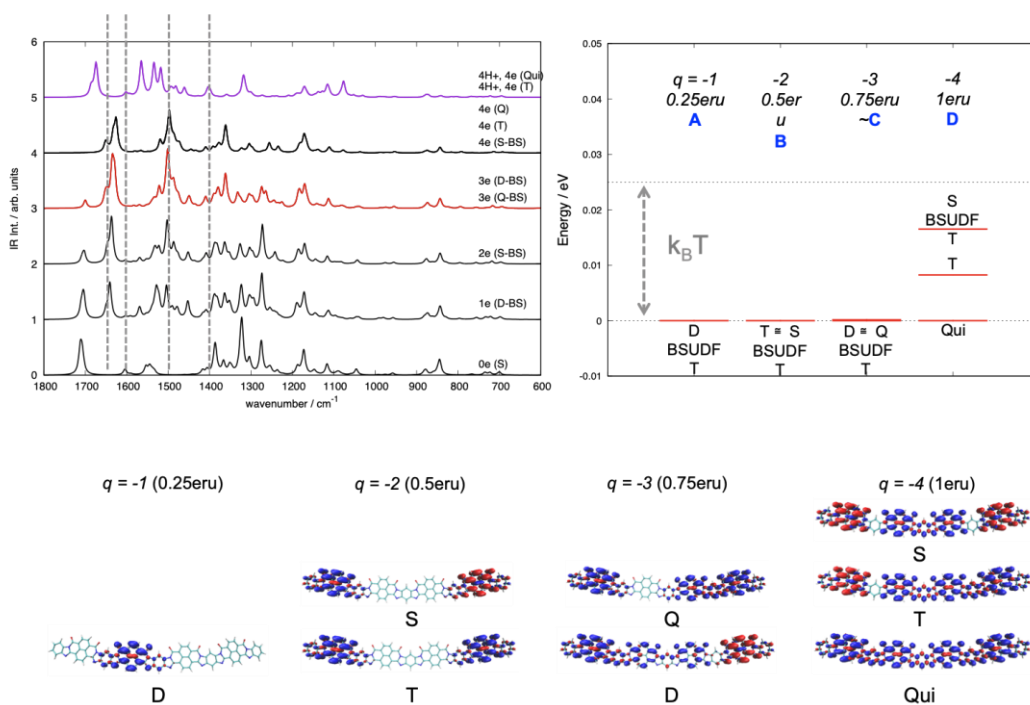 6
5
4
3
2
1
0
IR Int. / arb. units
4H+, 4e (Qui)
4H+, 4e (T)
4e (Q)
4e (T)
4e (S-BS)
3e (D-BS)
3e (Q-BS)
2e (S-BS)
1e (D-BS)
0e (S)
1800 1700 1600 1500 1400 1300 1200 1100 1000 900 800 700 600
wavenumber / cm⁻¹
0.05
0.04
0.03
0.02
0.01
0
-0.01
Energy / eV
q = -1 -2 -3 -4
0.25eru 0.5er 0.75eru 1eru
u
A B ~C D
kBT
S
BSUDF
T
T
D T ≅ S D ≅ Q Qui
BSUDF BSUDF BSUDF
T T T
q = -1 (0.25eru) q = -2 (0.5eru) q = -3 (0.75eru) q = -4 (1eru)
S
S Q T
D T D Qui